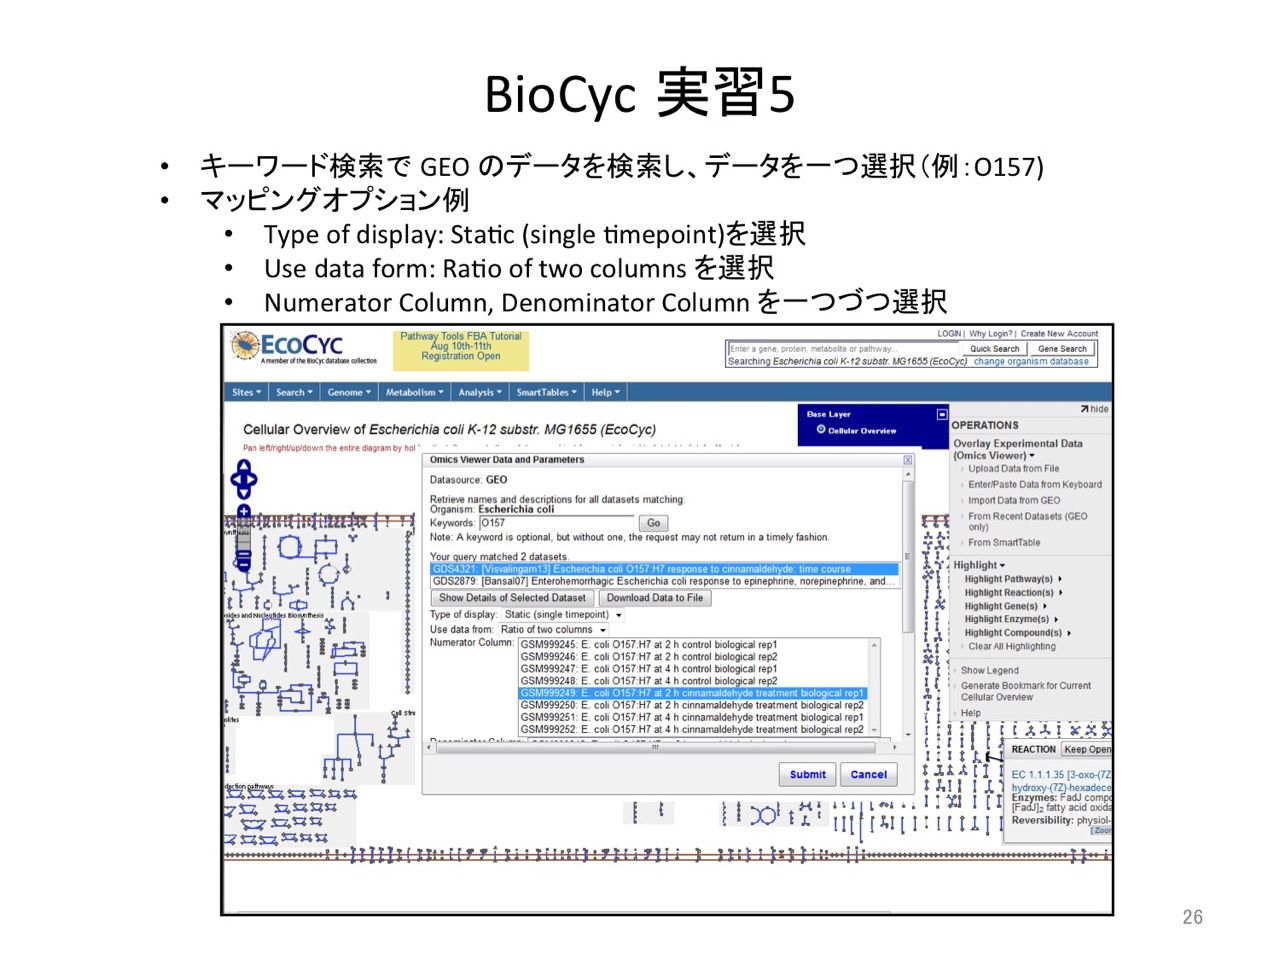 BioCyc 実習5
• キーワード検索で GEO のデータを検索し、データを一つ選択(例:O157)
• マッピングオプション例
• Type of display: Static (single timepoint)を選択
• Use data form: Ratio of two columns を選択
• Numerator Column, Denominator Column を一つづつ選択
EcoCyc
A member of the BioCyc database collection
Pathway Tools FBA Tutorial
Aug 10th-11th
Registration Open
LOGIN | Why Login? | Create New Account
Enter a gene, protein, metabolite or pathway... Quick Search Gene Search
Searching Escherichia coli K-12 substr. MG1655 (EcoCyc) change organism database
Sites Search Genome Metabolism Analysis SmartTables Help
Base Layer
Cellular Overview
hide
Cellular Overview of Escherichia coli K-12 substr. MG1655 (EcoCyc)
Pan left/right/up/down the entire diagram by hol
Omics Viewer Data and Parameters
Datasource: GEO
Retrieve names and descriptions for all datasets matching:
Organism: Escherichia coli
Keywords: O157 Go
Note: A keyword is optional, but without one, the request may not return in a timely fashion.
Your query matched 2 datasets.
GDS4321: [Visvalingam13] Escherichia coli O157:H7 response to cinnamaldehyde: time course
GDS2879: [Bansal07] Enterohemorrhagic Escherichia coli response to epinephrine, norepinephrine, and...
Show Details of Selected Dataset Download Data to File
Type of display: Static (single timepoint)
Use data from: Ratio of two columns
Numerator Column: GSM999245: E. coli O157:H7 at 2 h control biological rep1
GSM999246: E. coli O157:H7 at 2 h control biological rep2
GSM999247: E. coli O157:H7 at 4 h control biological rep1
GSM999248: E. coli O157:H7 at 4 h control biological rep2
GSM999249: E. coli O157:H7 at 2 h cinnamaldehyde treatment biological rep1
GSM999250: E. coli O157:H7 at 2 h cinnamaldehyde treatment biological rep2
GSM999251: E. coli O157:H7 at 4 h cinnamaldehyde treatment biological rep1
GSM999252: E. coli O157:H7 at 4 h cinnamaldehyde treatment biological rep2
Submit Cancel
OPERATIONS
Overlay Experimental Data
(Omics Viewer)
Upload Data from File
Enter/Paste Data from Keyboard
Import Data from GEO
From Recent Datasets (GEO
only)
From SmartTable
Highlight
Highlight Pathway(s)
Highlight Reaction(s)
Highlight Gene(s)
Highlight Enzyme(s)
Highlight Compound(s)
Clear All Highlighting
Show Legend
Generate Bookmark for Current
Cellular Overview
Help
REACTION Keep Open
EC 1.1.1.35 [3-oxo-(7Z
hydroxy-(7Z)-hexadece
Enzymes: FadJ compo
[FadJ]2 fatty acid oxida
Reversibility: physiol-
Zoom
sides and Nucleotides Biosynthesis
Cell Stru
olites
dection pathways
26